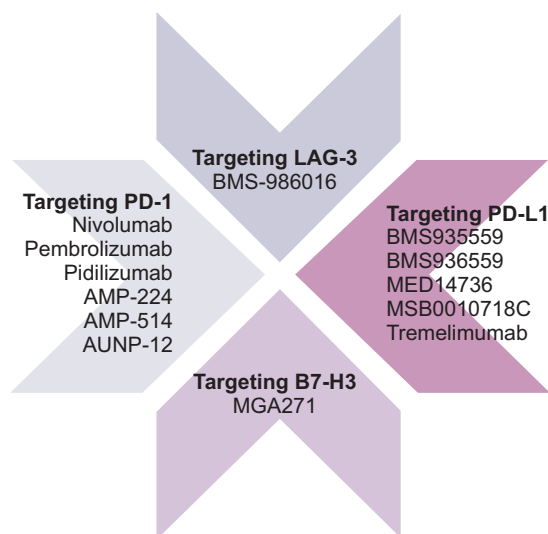 Targeting LAG-3
BMS-986016
Targeting PD-1
Nivolumab
Pembrolizumab
Pidilizumab
AMP-224
AMP-514
AUNP-12
Targeting PD-L1
BMS935559
BMS936559
MED14736
MSB0010718C
Tremelimumab
Targeting B7-H3
MGA271